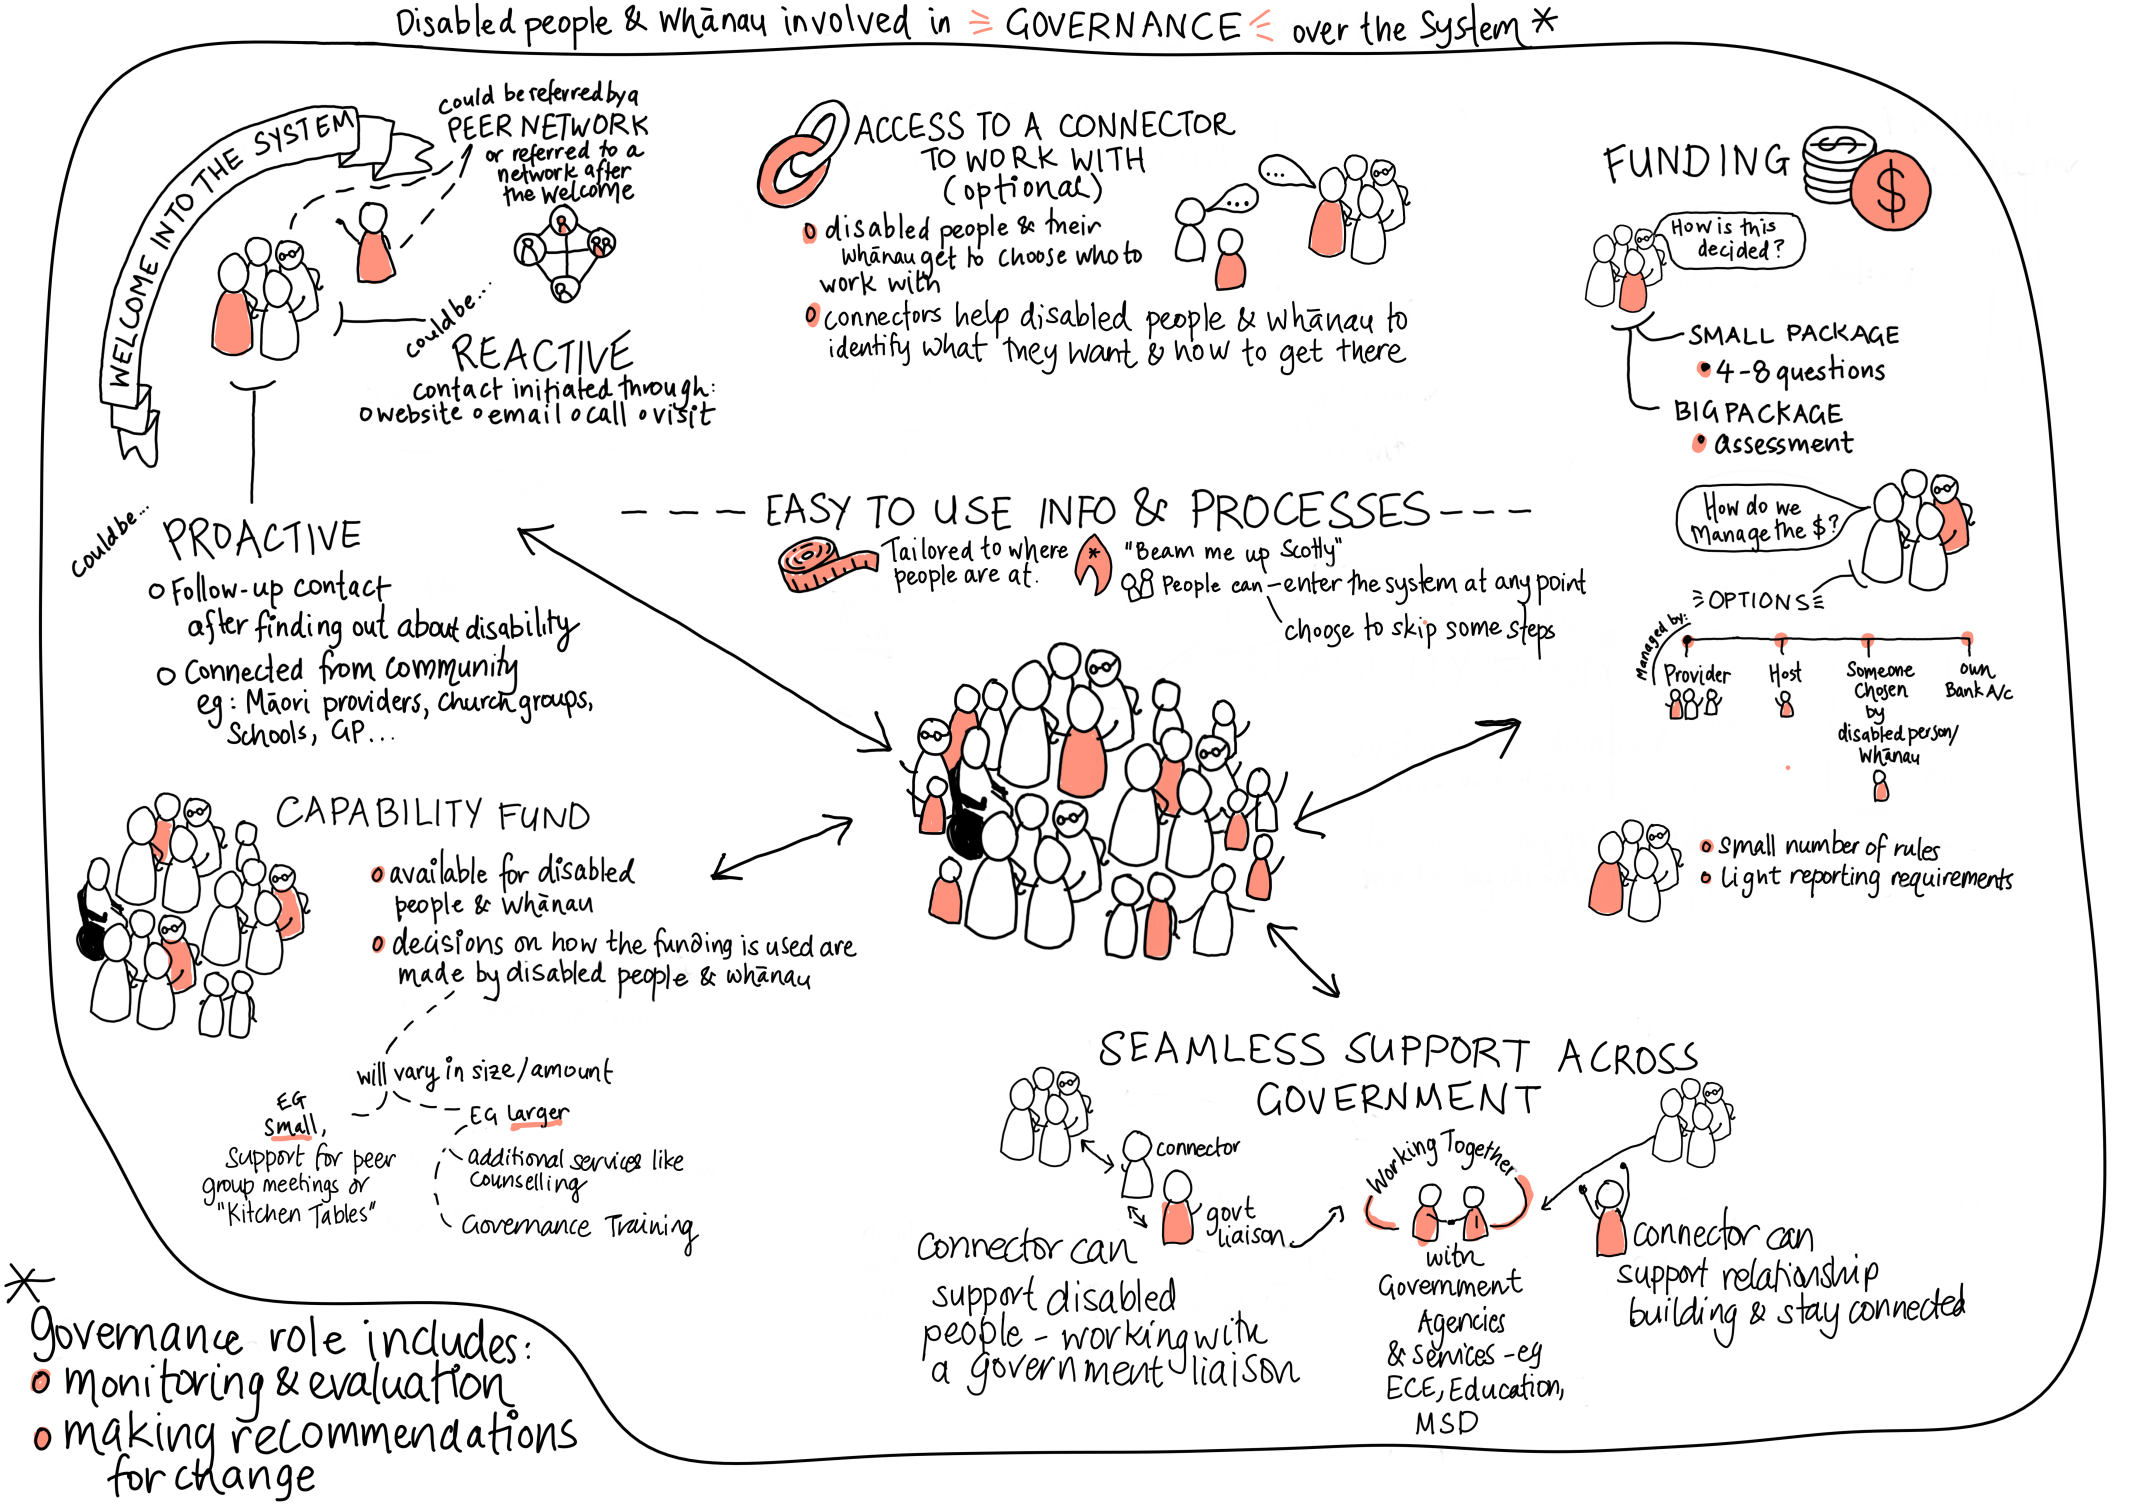 Disabled people & Whānau involved in GOVERNANCE over the System *
WELCOME INTO THE SYSTEM
could be referred by a
PEER NETWORK
or referred to a
network after
the welcome
could be...
REACTIVE
contact initiated through:
o website o email o call o visit
could be...
PROACTIVE
o Follow-up contact
after finding out about disability
o Connected from community
eg: Māori providers, church groups,
Schools, GP...
ACCESS TO A CONNECTOR
TO WORK WITH
(optional)
...
...
o disabled people & their
whānau get to choose who to
work with
o connectors help disabled people & whānau to
identify what they want & how to get there
FUNDING
$
$
How is this
decided?
SMALL PACKAGE
• 4-8 questions
BIG PACKAGE
• assessment
How do we
Manage the $?
OPTIONS
Managed by:
Provider
Host
Someone
Chosen
by
disabled person/
Whānau
own
Bank A/c
o Small number of rules
o Light reporting requirements
--- EASY TO USE INFO & PROCESSES ---
Tailored to where
people are at.
*
"Beam me up Scotty"
People can - enter the system at any point
choose to skip some steps
CAPABILITY FUND
o available for disabled
people & whānau
o decisions on how the funding is used are
made by disabled people & whānau
will vary in size/amount
EG
small,
Support for peer
group meetings or
"Kitchen Tables"
EG larger
additional services like
Counselling
Governance Training
SEAMLESS SUPPORT ACROSS
GOVERNMENT
connector
govt
liaison
Connector can
support disabled
people - working with
a government liaison
Working Together
with
Government
Agencies
& Services - eg
ECE, Education,
MSD
Connector can
support relationship
building & stay connected
*
Governance role includes:
o monitoring & evaluation
o making recommendations
for change